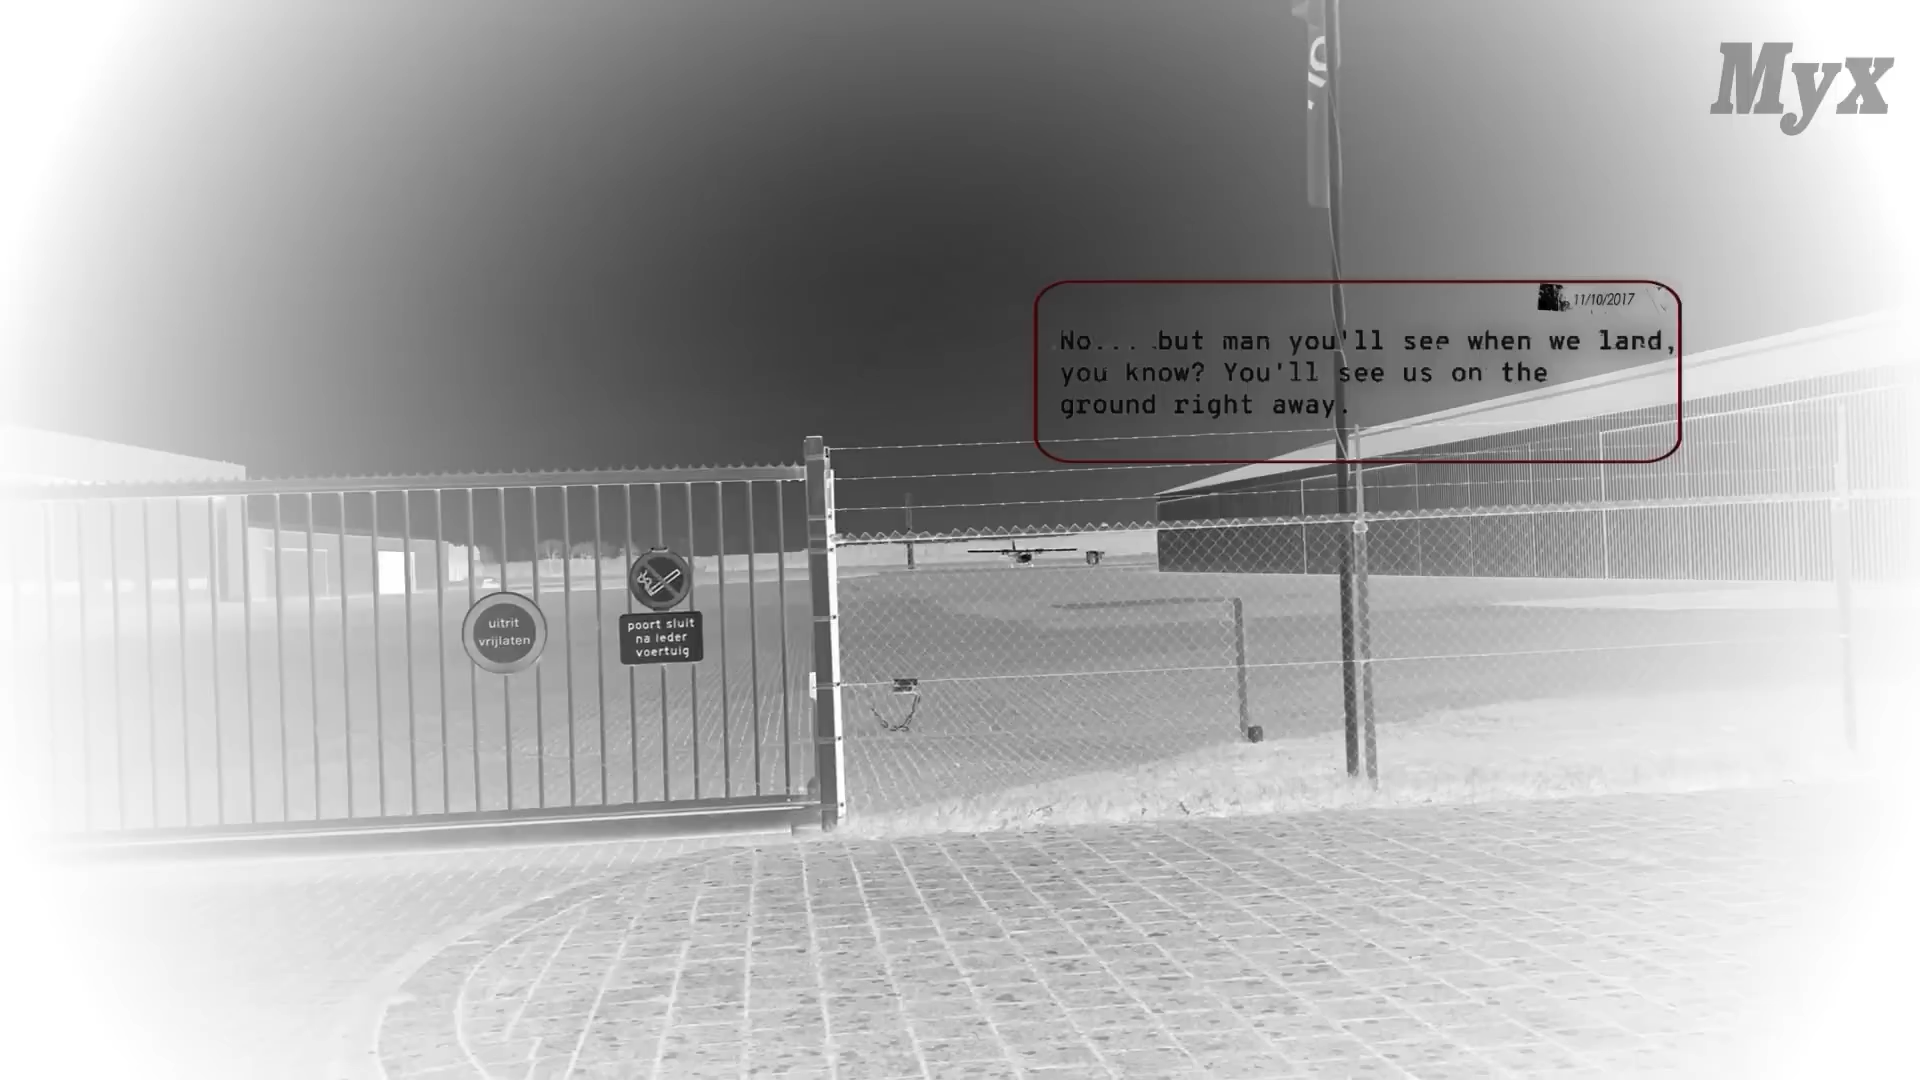 Myx
11/10/2017
No... .but man you'll see when we land,
you know? You'll see us on the
ground right away.
uitrit
vrijlaten
poort sluit
na ieder
voertuig